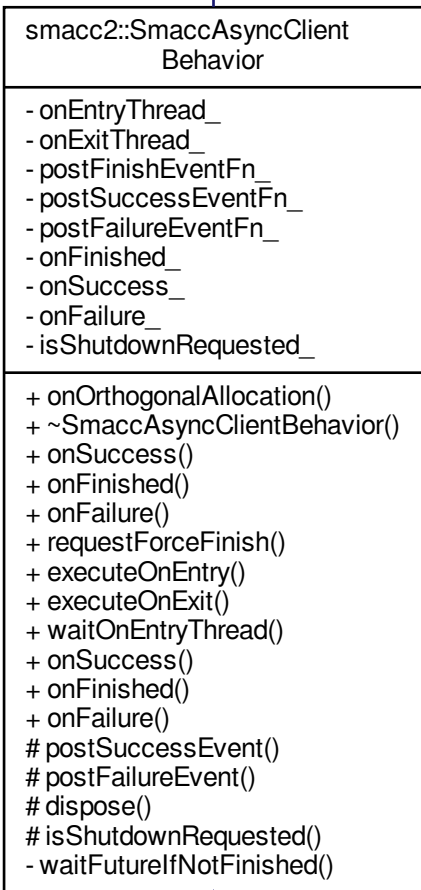 smacc2::SmaccAsyncClient
Behavior
- onEntryThread_
- onExitThread_
- postFinishEventFn_
- postSuccessEventFn_
- postFailureEventFn_
- onFinished_
- onSuccess_
- onFailure_
- isShutdownRequested_
+ onOrthogonalAllocation()
+ ~SmaccAsyncClientBehavior()
+ onSuccess()
+ onFinished()
+ onFailure()
+ requestForceFinish()
+ executeOnEntry()
+ executeOnExit()
+ waitOnEntryThread()
+ onSuccess()
+ onFinished()
+ onFailure()
# postSuccessEvent()
# postFailureEvent()
# dispose()
# isShutdownRequested()
- waitFutureIfNotFinished()